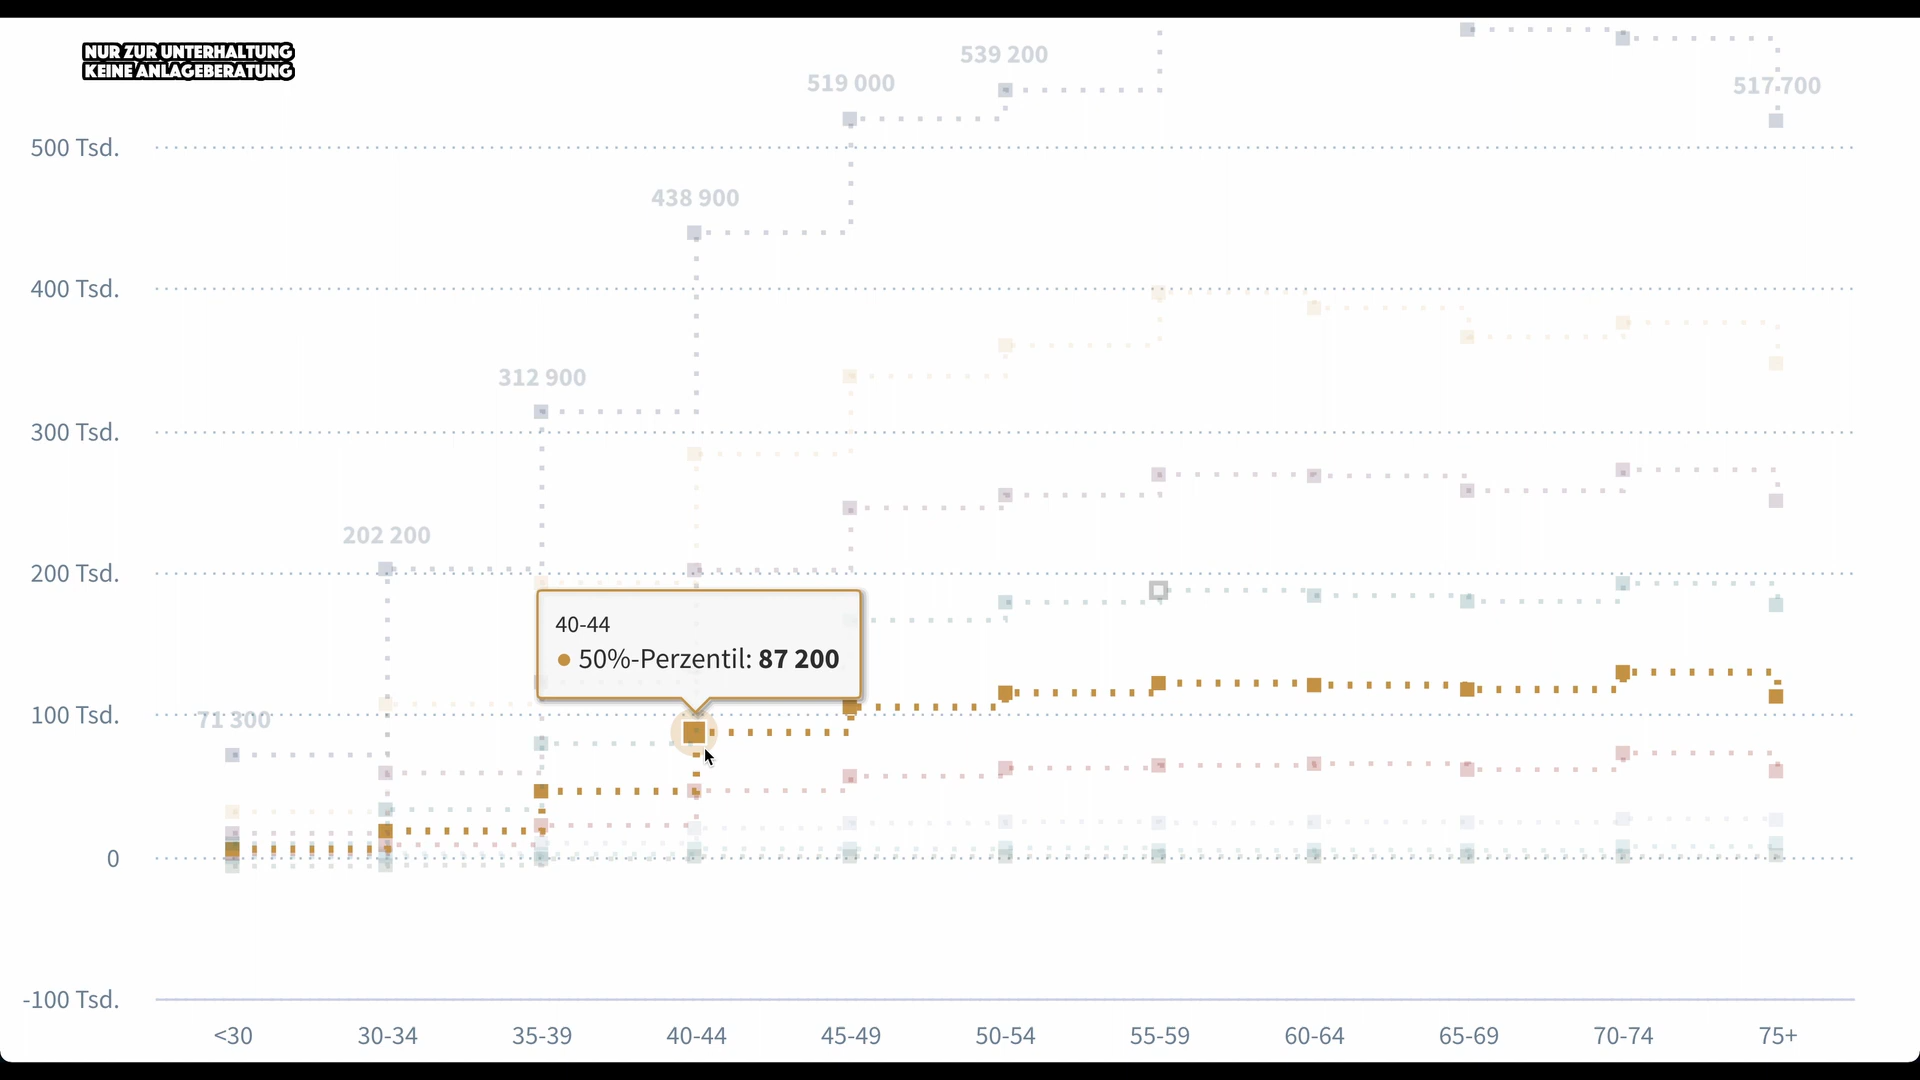 NUR ZUR UNTERHALTUNG
KEINE ANLAGEBERATUNG
539 200
519 000
517 700
500 Tsd.
438 900
400 Tsd.
312 900
300 Tsd.
202 200
200 Tsd.
40-44
50%-Perzentil: 87 200
100 Tsd.
71 300
0
-100 Tsd.
<30 30-34 35-39 40-44 45-49 50-54 55-59 60-64 65-69 70-74 75+